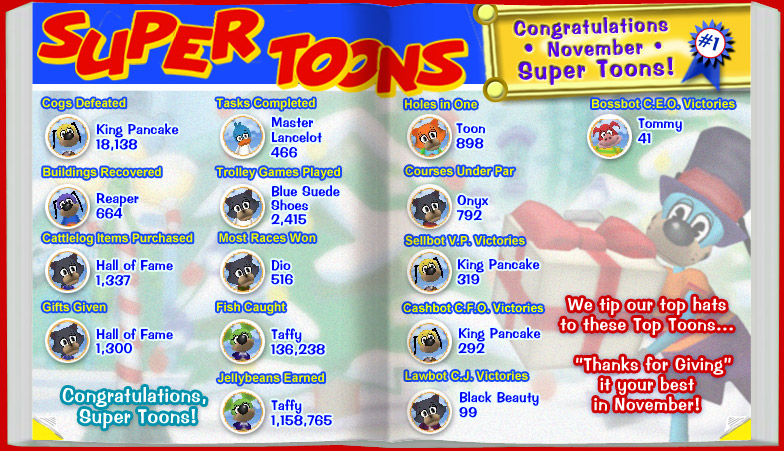 SUPER TOONS
Congratulations
• November •
Super Toons!
#1
Cogs Defeated
King Pancake
18,138
Buildings Recovered
Reaper
664
Cattlelog Items Purchased
Hall of Fame
1,337
Gifts Given
Hall of Fame
1,300
Congratulations,
Super Toons!
Tasks Completed
Master
Lancelot
466
Trolley Games Played
Blue Suede
Shoes
2,415
Most Races Won
Dio
516
Fish Caught
Taffy
136,238
Jellybeans Earned
Taffy
1,158,765
Holes in One
Toon
898
Courses Under Par
Onyx
792
Sellbot V.P. Victories
King Pancake
319
Cashbot C.F.O. Victories
King Pancake
292
Lawbot C.J. Victories
Black Beauty
99
Bossbot C.E.O. Victories
Tommy
41
We tip our top hats
to these Top Toons...
"Thanks for Giving"
it your best
in November!